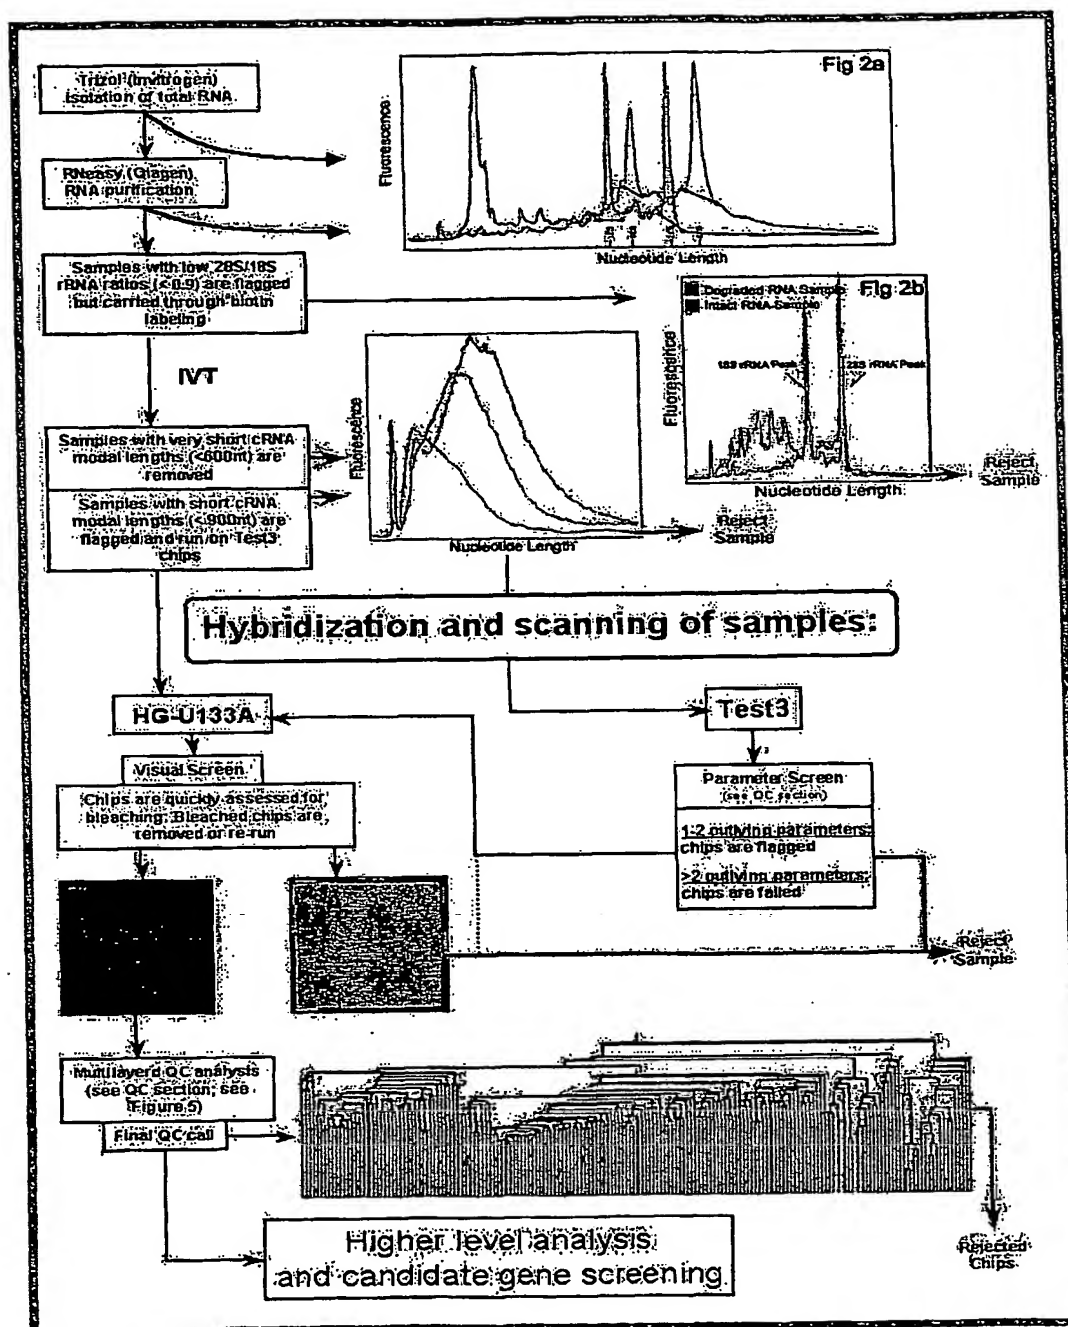 Trizol (Invitrogen)
isolation of total RNA
Fig 2a
Fluorescence
Nucleotide Length
RNeasy (Qiagen)
RNA purification
Samples with low 28S/18S
rRNA ratios (<0.9) are flagged
but carried through biotin
labeling
Fig 2b
Degraded RNA Sample
Intact RNA Sample
18S rRNA Peak
28S rRNA Peak
Fluorescence
Nucleotide Length
Reject
Sample
IVT
Samples with very short cRNA
modal lengths (<600nt) are
removed
Samples with short cRNA
modal lengths (<900nt) are
flagged and run on Test3
chips
Fluorescence
Nucleotide Length
Reject
Sample
Hybridization and scanning of samples:
HG-U133A
Test3
Visual Screen
Chips are quickly assessed for
bleaching. Bleached chips are
removed or re-run
Parameter Screen
(see QC section)
1-2 outlying parameters:
chips are flagged
>2 outlying parameters:
chips are failed
Reject
Sample
Multilayerd QC analysis
(see QC section; see
Figure 5)
Final QC call
Higher level analysis
and candidate gene screening
Rejected
Chips